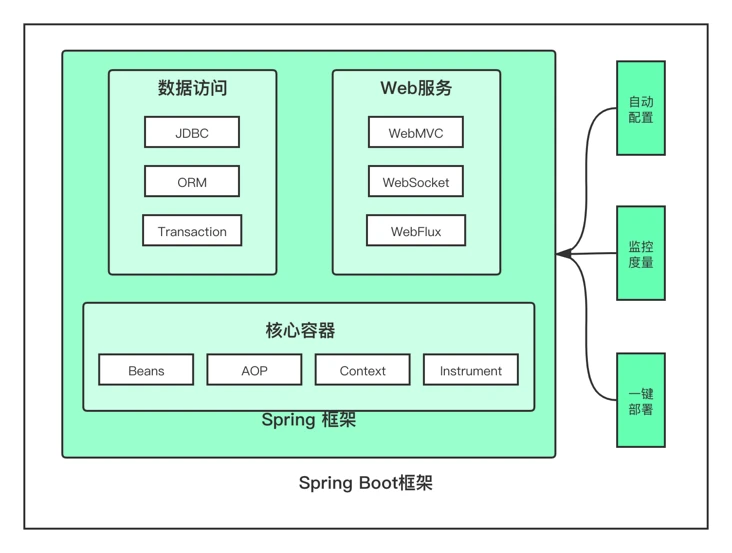 数据访问
JDBC
ORM
Transaction
Web服务
WebMVC
WebSocket
WebFlux
核心容器
Beans
AOP
Context
Instrument
Spring 框架
Spring Boot框架
自动
配置
监控
度量
一键
部署